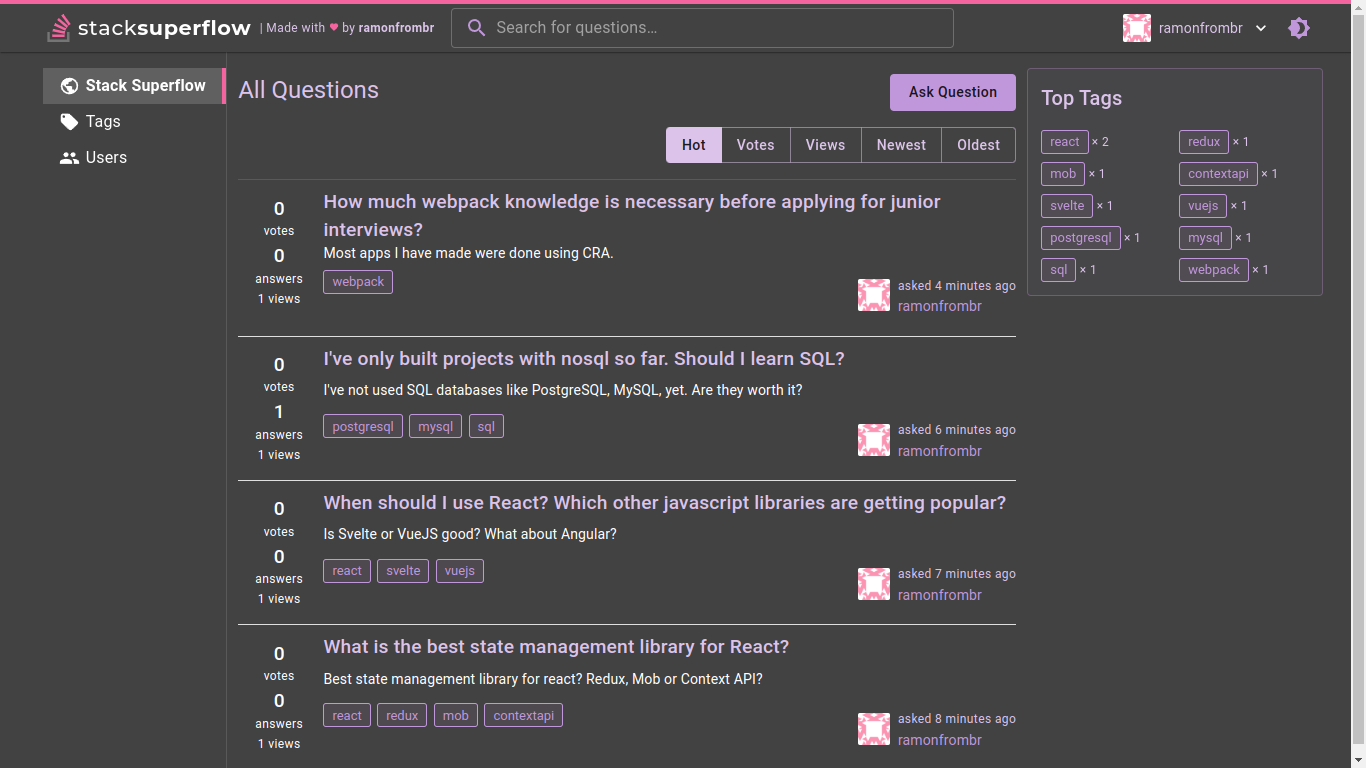 stacksuperflow | Made with ❤ by ramonfrombr
Search for questions…
ramonfrombr
Stack Superflow
Tags
Users
All Questions
Ask Question
Hot Votes Views Newest Oldest
0
votes
0
answers
1 views
How much webpack knowledge is necessary before applying for junior
interviews?
Most apps I have made were done using CRA.
webpack
asked 4 minutes ago
ramonfrombr
0
votes
1
answers
1 views
I've only built projects with nosql so far. Should I learn SQL?
I've not used SQL databases like PostgreSQL, MySQL, yet. Are they worth it?
postgresql mysql sql
asked 6 minutes ago
ramonfrombr
0
votes
0
answers
1 views
When should I use React? Which other javascript libraries are getting popular?
Is Svelte or VueJS good? What about Angular?
react svelte vuejs
asked 7 minutes ago
ramonfrombr
0
votes
0
answers
1 views
What is the best state management library for React?
Best state management library for react? Redux, Mob or Context API?
react redux mob contextapi
asked 8 minutes ago
ramonfrombr
Top Tags
react × 2 redux × 1
mob × 1 contextapi × 1
svelte × 1 vuejs × 1
postgresql × 1 mysql × 1
sql × 1 webpack × 1